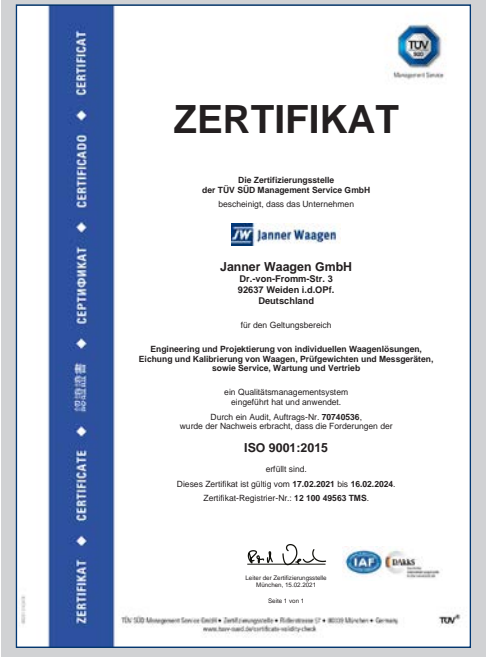 TÜV
SÜD
Management Service
ZERTIFIKAT ◆ CERTIFICATE ◆ 認證證書 ◆ СЕРТИФИКАТ ◆ CERTIFICADO ◆ CERTIFICAT
ZERTIFIKAT
Die Zertifizierungsstelle
der TÜV SÜD Management Service GmbH
bescheinigt, dass das Unternehmen
JW Janner Waagen
Janner Waagen GmbH
Dr.-von-Fromm-Str. 3
92637 Weiden i.d.OPf.
Deutschland
für den Geltungsbereich
Engineering und Projektierung von individuellen Waagenlösungen,
Eichung und Kalibrierung von Waagen, Prüfgewichten und Messgeräten,
sowie Service, Wartung und Vertrieb
ein Qualitätsmanagementsystem
eingeführt hat und anwendet.
Durch ein Audit, Auftrags-Nr. 70740536,
wurde der Nachweis erbracht, dass die Forderungen der
ISO 9001:2015
erfüllt sind.
Dieses Zertifikat ist gültig vom 17.02.2021 bis 16.02.2024.
Zertifikat-Registrier-Nr.: 12 100 49563 TMS.
IAF
DAkkS
Leiter der Zertifizierungsstelle
München, 15.02.2021
Seite 1 von 1
TÜV SÜD Management Service GmbH • Zertifizierungsstelle • Ridlerstrasse 57 • 80339 München • Germany
www.tuev-sued.de/certificate-validity-check
TÜV®